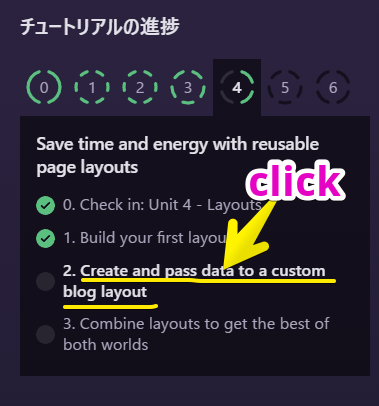 チュートリアルの進捗
0 1 2 3 4 5 6
Save time and energy with reusable
page layouts
click
0. Check in: Unit 4 - Layouts
1. Build your first layout
2. Create and pass data to a custom
blog layout
3. Combine layouts to get the best of
both worlds